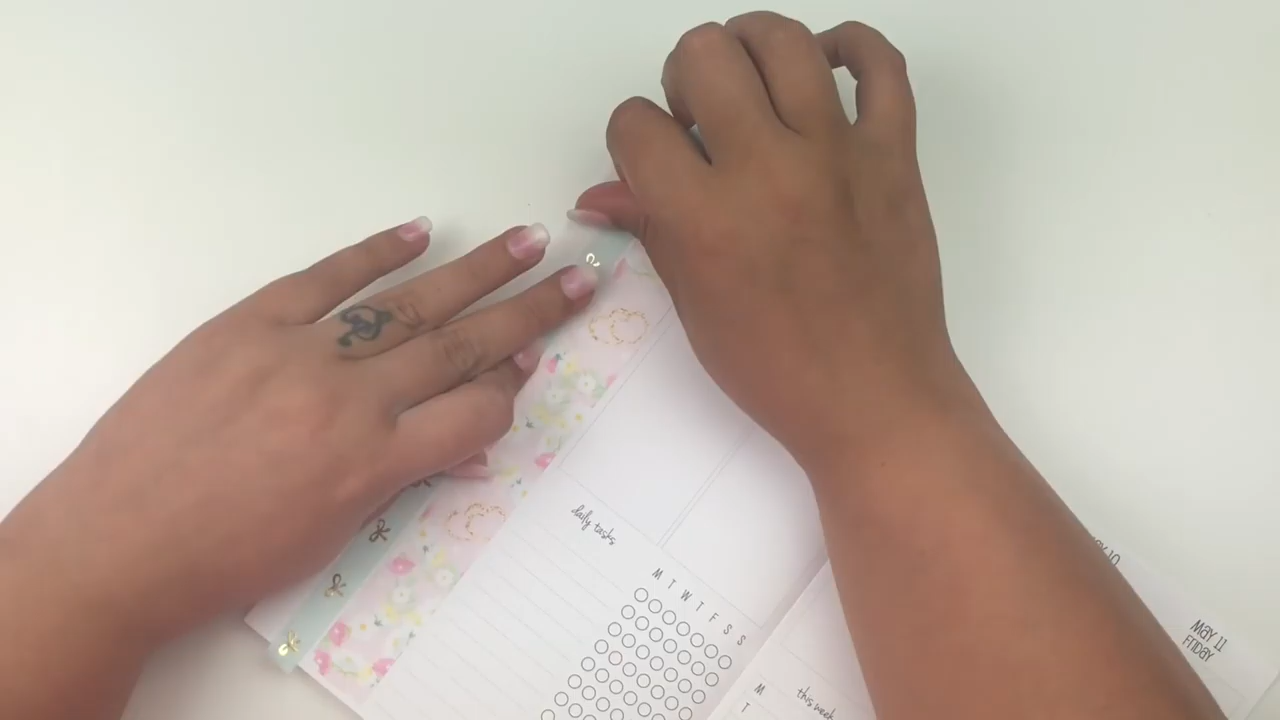 daily tasks
M T W T F S S
MAY 11
FRIDAY
this week
M
T